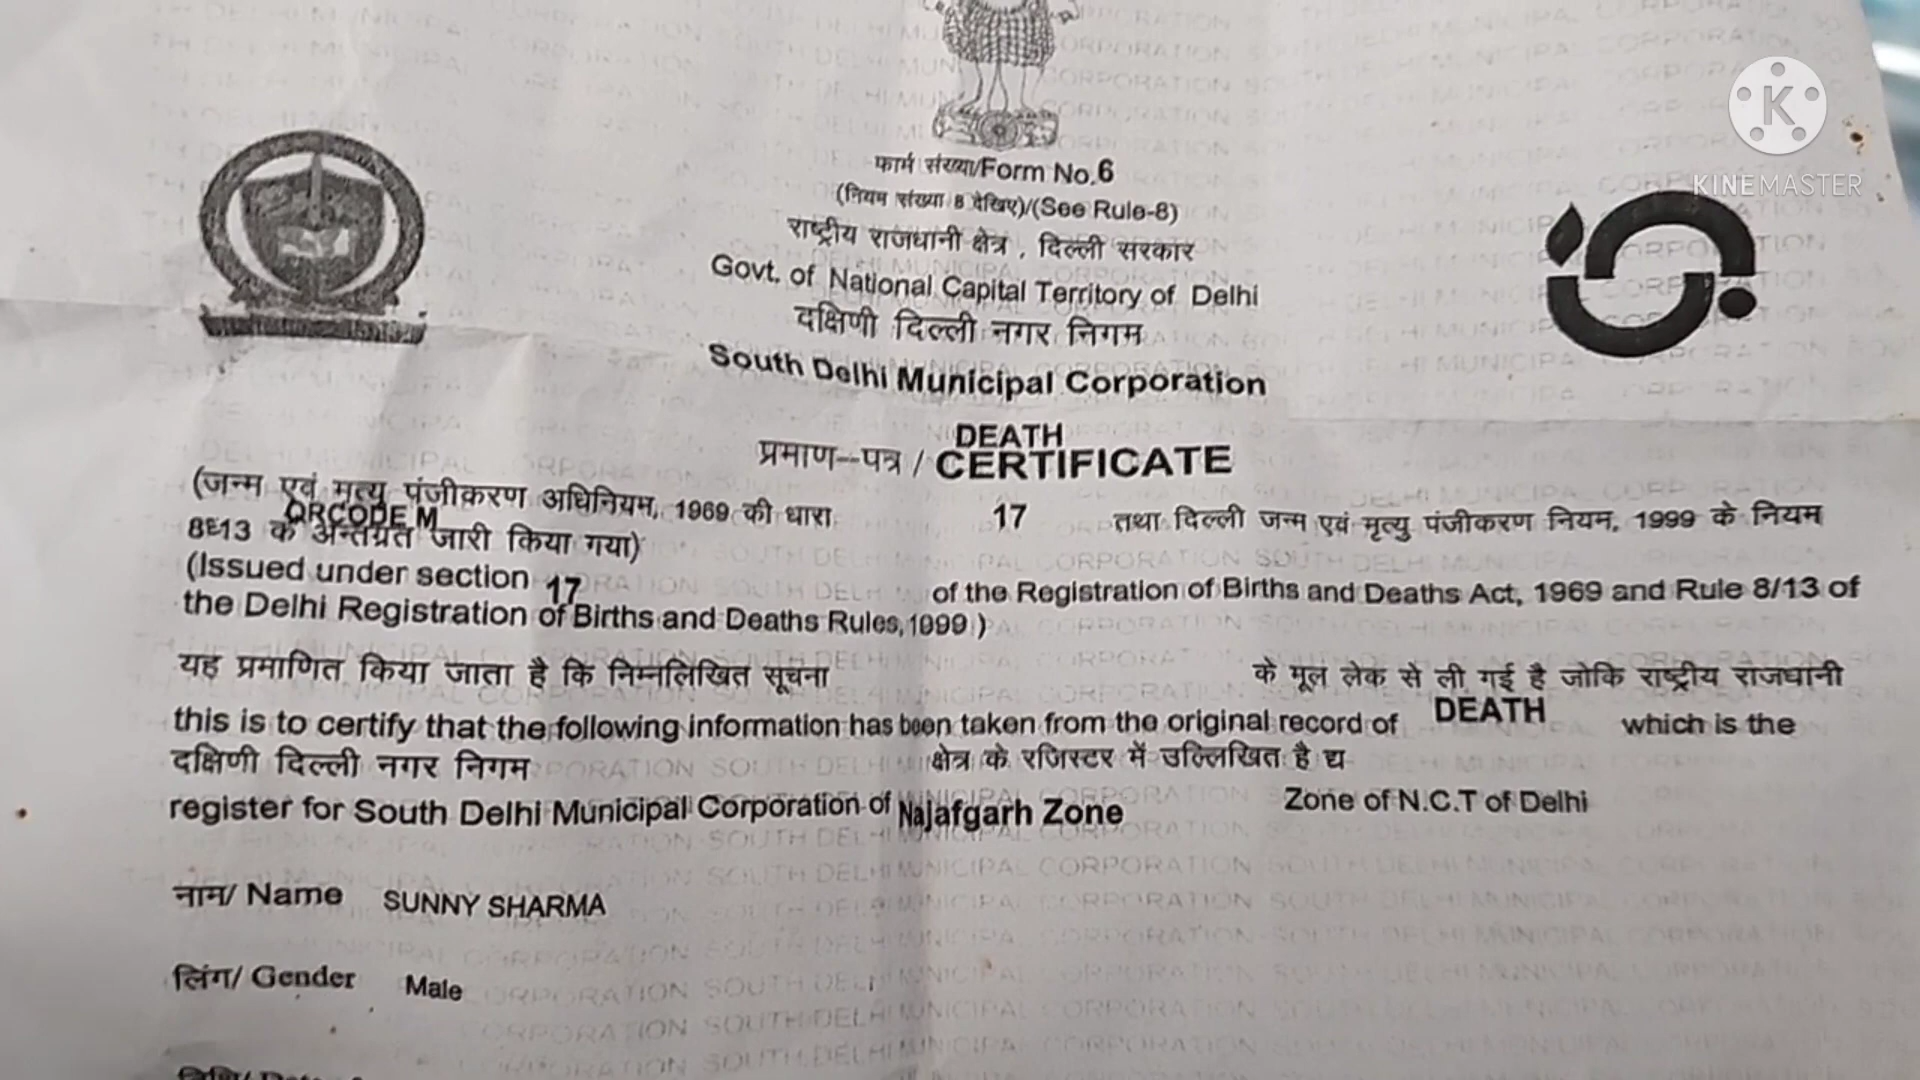 फार्म संख्या/Form No.6
(नियम संख्या 8 देखिए)/(See Rule-8)
KINEMASTER
राष्ट्रीय राजधानी क्षेत्र , दिल्ली सरकार
Govt. of National Capital Territory of Delhi
दक्षिणी दिल्ली नगर निगम
South Delhi Municipal Corporation
DEATH
प्रमाण--पत्र / CERTIFICATE
(जन्म एवं मृत्यु पंजीकरण अधिनियम, 1969 की धारा 17 तथा दिल्ली जन्म एवं मृत्यु पंजीकरण नियम, 1999 के नियम
QRCODE M
8६13 के अन्तग्रत जारी किया गया)
(Issued under section 17 of the Registration of Births and Deaths Act, 1969 and Rule 8/13 of
the Delhi Registration of Births and Deaths Rules,1999.)
यह प्रमाणित किया जाता है कि निम्नलिखित सूचना के मूल लेक से ली गई है जोकि राष्ट्रीय राजधानी
this is to certify that the following information has been taken from the original record of DEATH which is the
दक्षिणी दिल्ली नगर निगम क्षेत्र के रजिस्टर में उल्लिखित है द्य
register for South Delhi Municipal Corporation of Najafgarh Zone Zone of N.C.T of Delhi
नाम/ Name SUNNY SHARMA
लिंग/ Gender Male